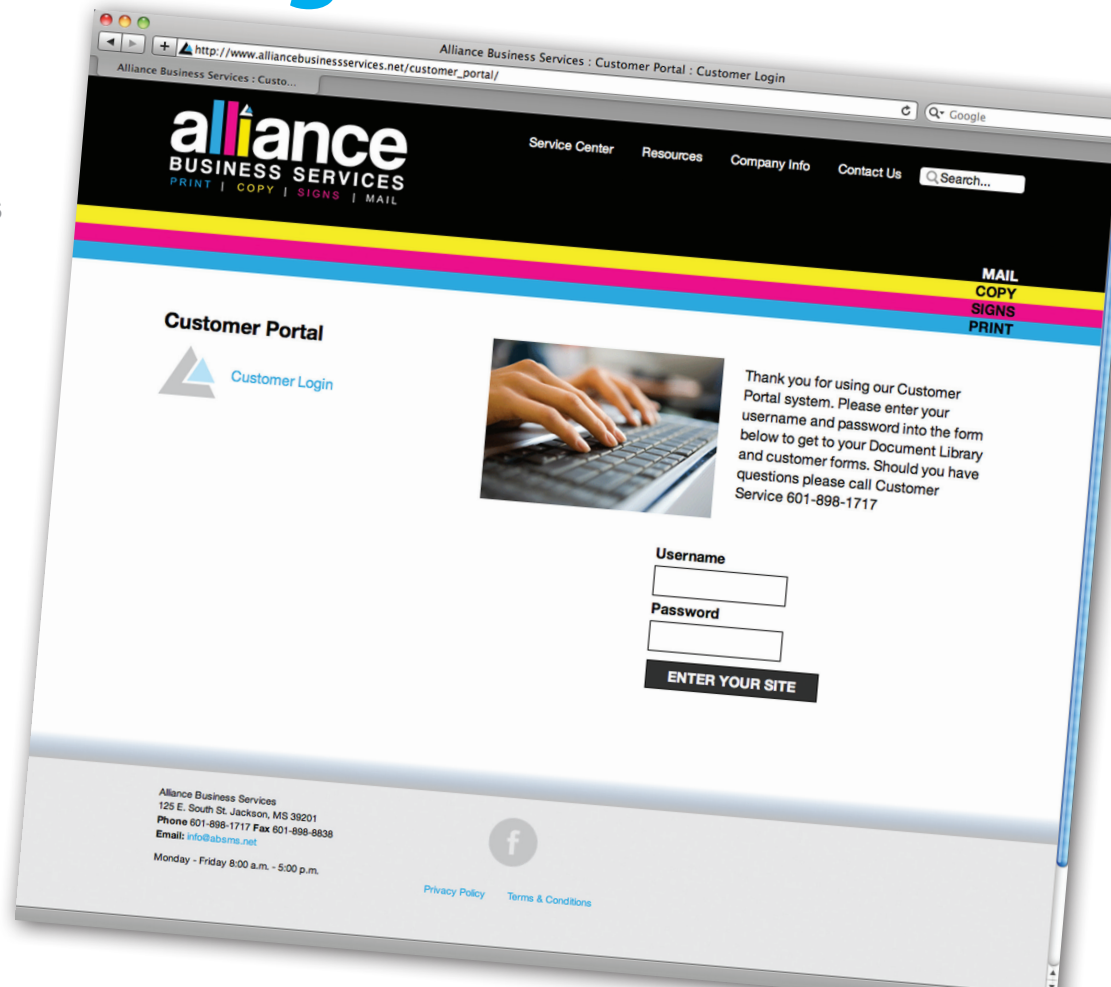 Alliance Business Services : Customer Portal : Customer Login
http://www.alliancebusinessservices.net/customer_portal/
Google
Alliance Business Services : Custo...
alliance
BUSINESS SERVICES
PRINT | COPY | SIGNS | MAIL
Service Center Resources Company Info Contact Us Search...
MAIL
COPY
SIGNS
PRINT
Customer Portal
Customer Login
Thank you for using our Customer
Portal system. Please enter your
username and password into the form
below to get to your Document Library
and customer forms. Should you have
questions please call Customer
Service 601-898-1717
Username
Password
ENTER YOUR SITE
Alliance Business Services
125 E. South St. Jackson, MS 39201
Phone 601-898-1717 Fax 601-898-8838
Email: info@absms.net
Monday - Friday 8:00 a.m. - 5:00 p.m.
f
Privacy Policy Terms & Conditions